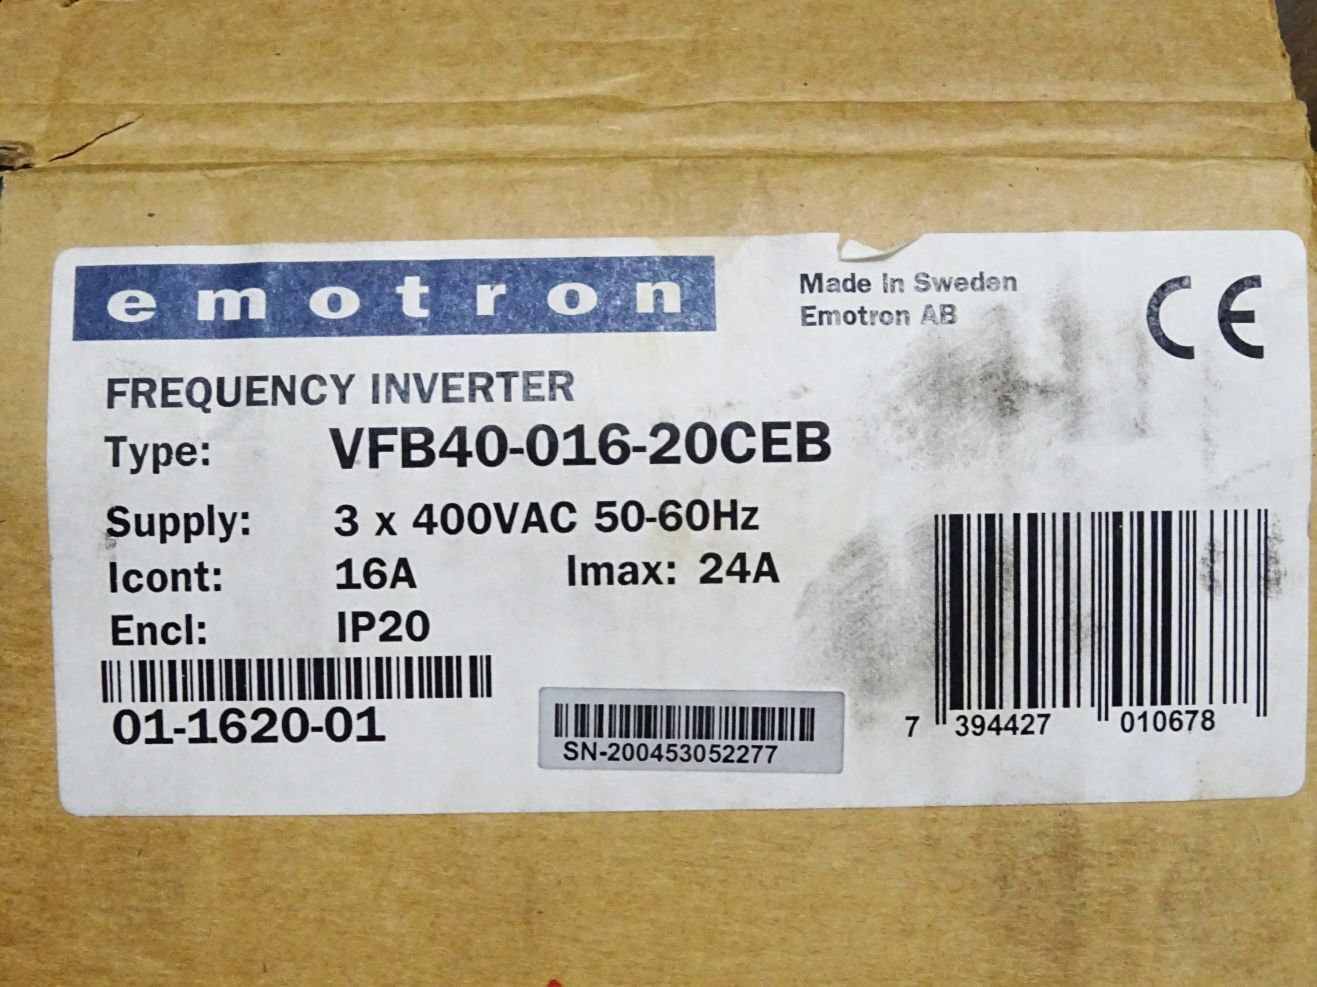 emotron
Made in Sweden
Emotron AB
CE
FREQUENCY INVERTER
Type: VFB40-016-20CEB
Supply: 3 x 400VAC 50-60Hz
Icont: 16A Imax: 24A
Encl: IP20
01-1620-01
SN-200453052277
7 394427 010678